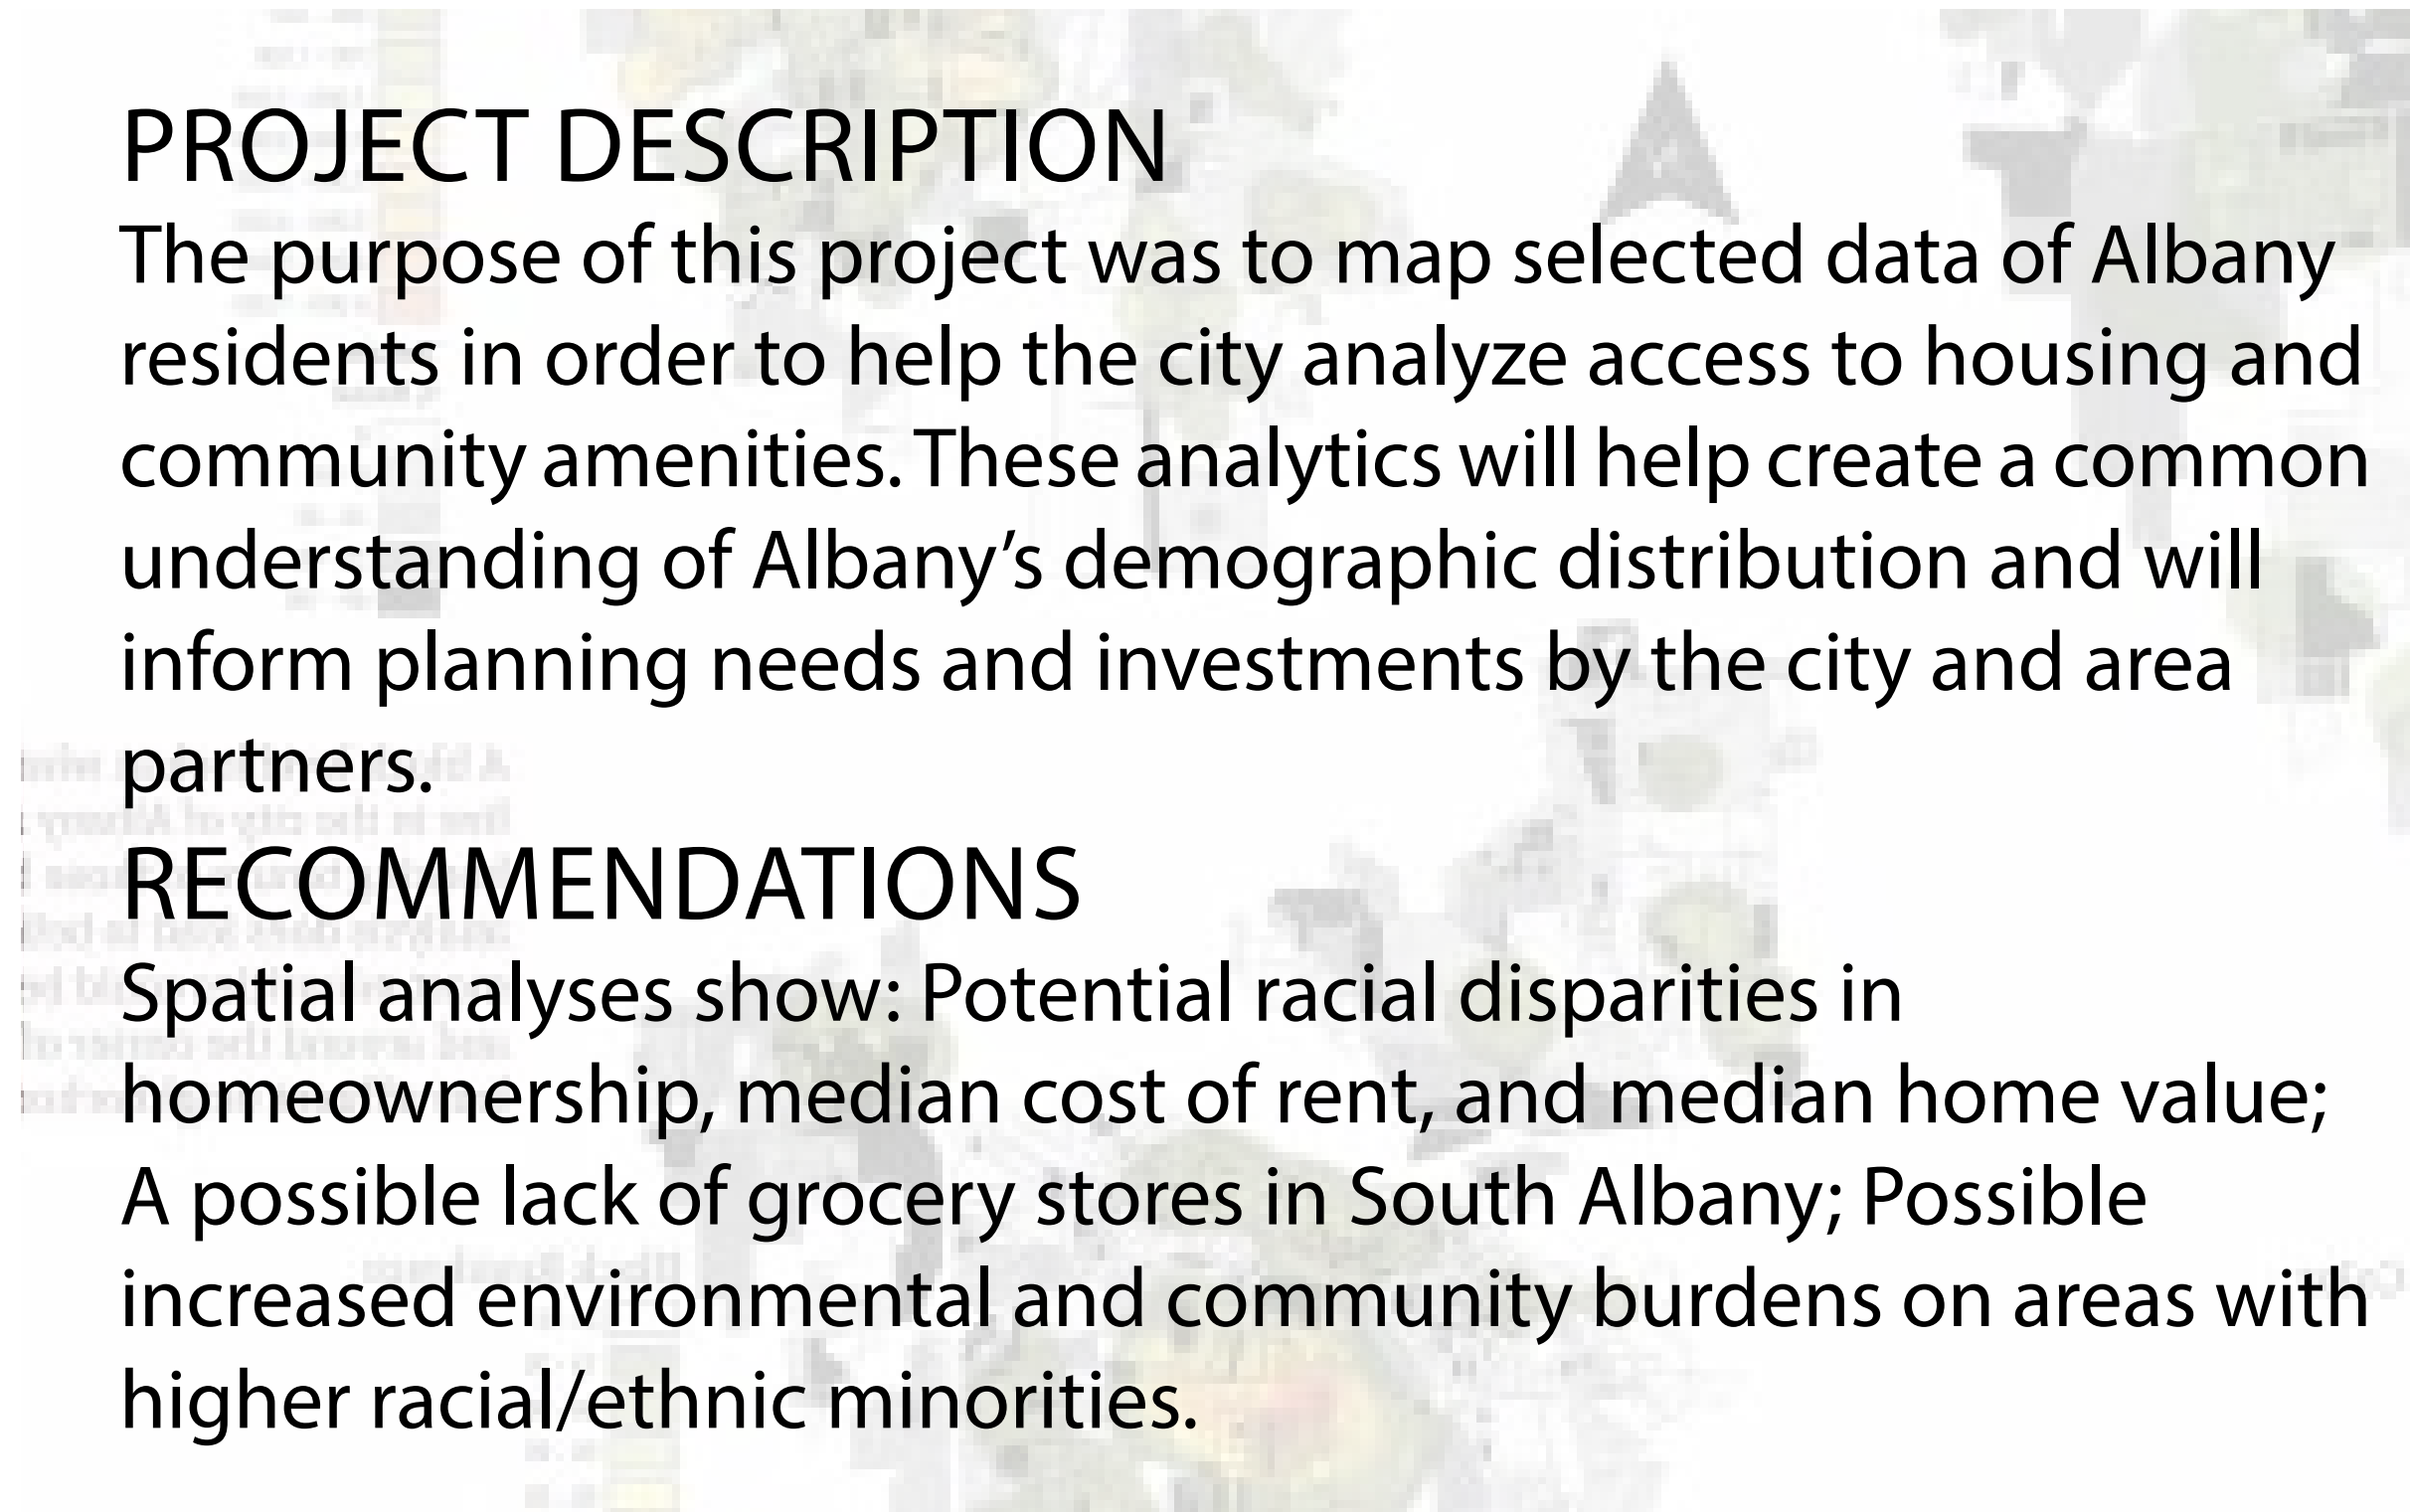 PROJECT DESCRIPTION
The purpose of this project was to map selected data of Albany
residents in order to help the city analyze access to housing and
community amenities. These analytics will help create a common
understanding of Albany’s demographic distribution and will
inform planning needs and investments by the city and area
partners.
RECOMMENDATIONS
Spatial analyses show: Potential racial disparities in
homeownership, median cost of rent, and median home value;
A possible lack of grocery stores in South Albany; Possible
increased environmental and community burdens on areas with
higher racial/ethnic minorities.